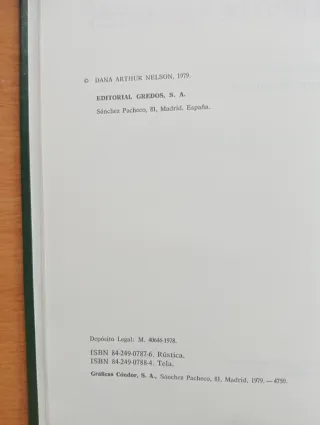 © DANA ARTHUR NELSON, 1979.
EDITORIAL GREDOS, S. A.
Sánchez Pacheco, 81, Madrid. España.
Depósito Legal: M. 40646-1978.
ISBN 84-249-0787-6. Rústica.
ISBN 84-249-0788-4. Tela.
Gráficas Cóndor, S. A., Sánchez Pacheco, 81, Madrid, 1979. — 4750.